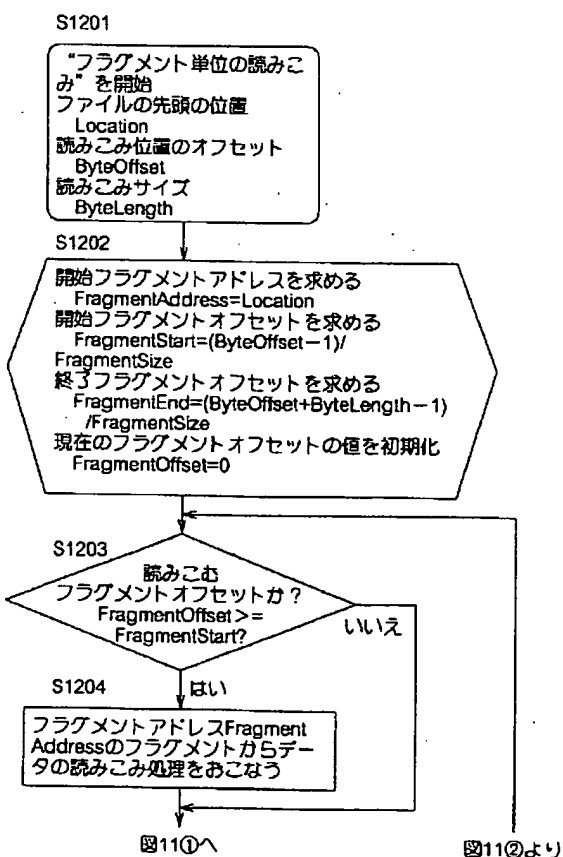 S1201
“フラグメント単位の読みこ
み”を開始
ファイルの先頭の位置
Location
読みこみ位置のオフセット
ByteOffset
読みこみサイズ
ByteLength
S1202
開始フラグメントアドレスを求める
FragmentAddress=Location
開始フラグメントオフセットを求める
FragmentStart=(ByteOffset−1)/
FragmentSize
終了フラグメントオフセットを求める
FragmentEnd=(ByteOffset+ByteLength−1)
/FragmentSize
現在のフラグメントオフセットの値を初期化
FragmentOffset=0
S1203
読みこむ
フラグメントオフセットか？
FragmentOffset>=
FragmentStart?
いいえ
S1204
はい
フラグメントアドレスFragment
Addressのフラグメントからデー
タの読みこみ処理をおこなう
図11①へ
図11②より